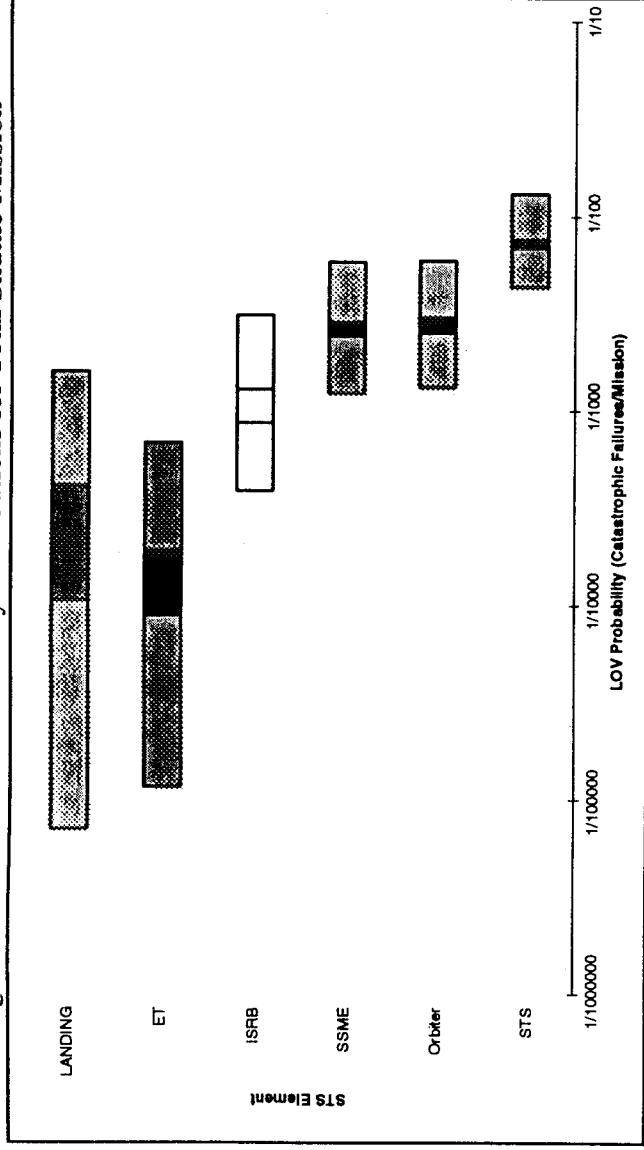 LANDING
ET
ISRB
SSME
Orbiter
STS
STS Element
1/1000000
1/100000
1/10000
1/1000
1/100
1/10
LOV Probability (Catastrophic Failures/Mission)